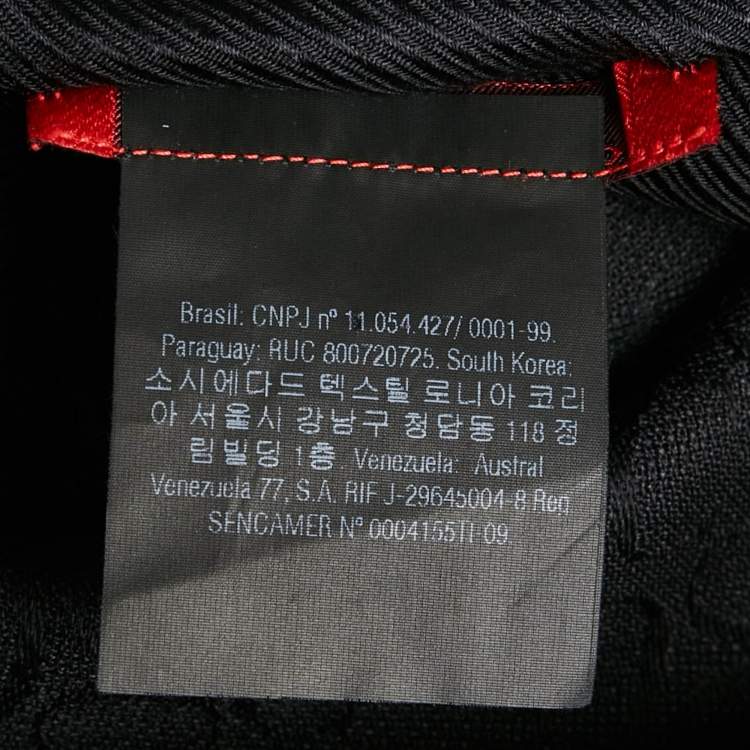 Brasil: CNPJ nº 11.054.427/ 0001-99.
Paraguay: RUC 800720725. South Korea:
소시에다드 텍스틸 로니아 코리
아 서울시 강남구 청담동 118 정
림빌딩 1층. Venezuela: Austral
Venezuela 77, S.A. RIF J-29645004-8 Reg
SENCAMER Nº 0004155TI-09.